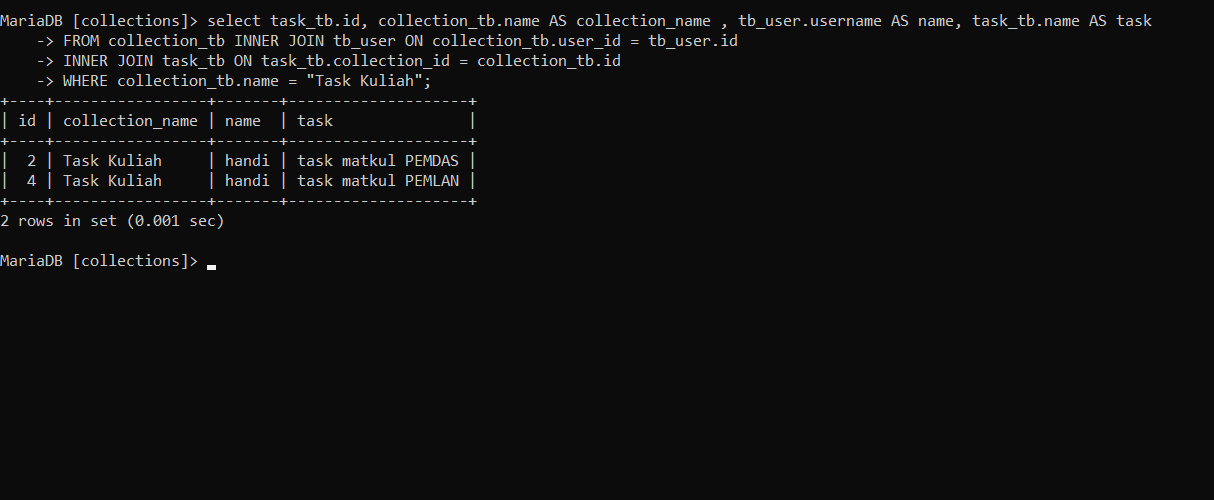 MariaDB [collections]> select task_tb.id, collection_tb.name AS collection_name , tb_user.username AS name, task_tb.name AS task
    -> FROM collection_tb INNER JOIN tb_user ON collection_tb.user_id = tb_user.id
    -> INNER JOIN task_tb ON task_tb.collection_id = collection_tb.id
    -> WHERE collection_tb.name = "Task Kuliah";
+----+-----------------+-------+--------------------+
| id | collection_name | name  | task               |
+----+-----------------+-------+--------------------+
|  2 | Task Kuliah     | handi | task matkul PEMDAS |
|  4 | Task Kuliah     | handi | task matkul PEMLAN |
+----+-----------------+-------+--------------------+
2 rows in set (0.001 sec)
MariaDB [collections]>